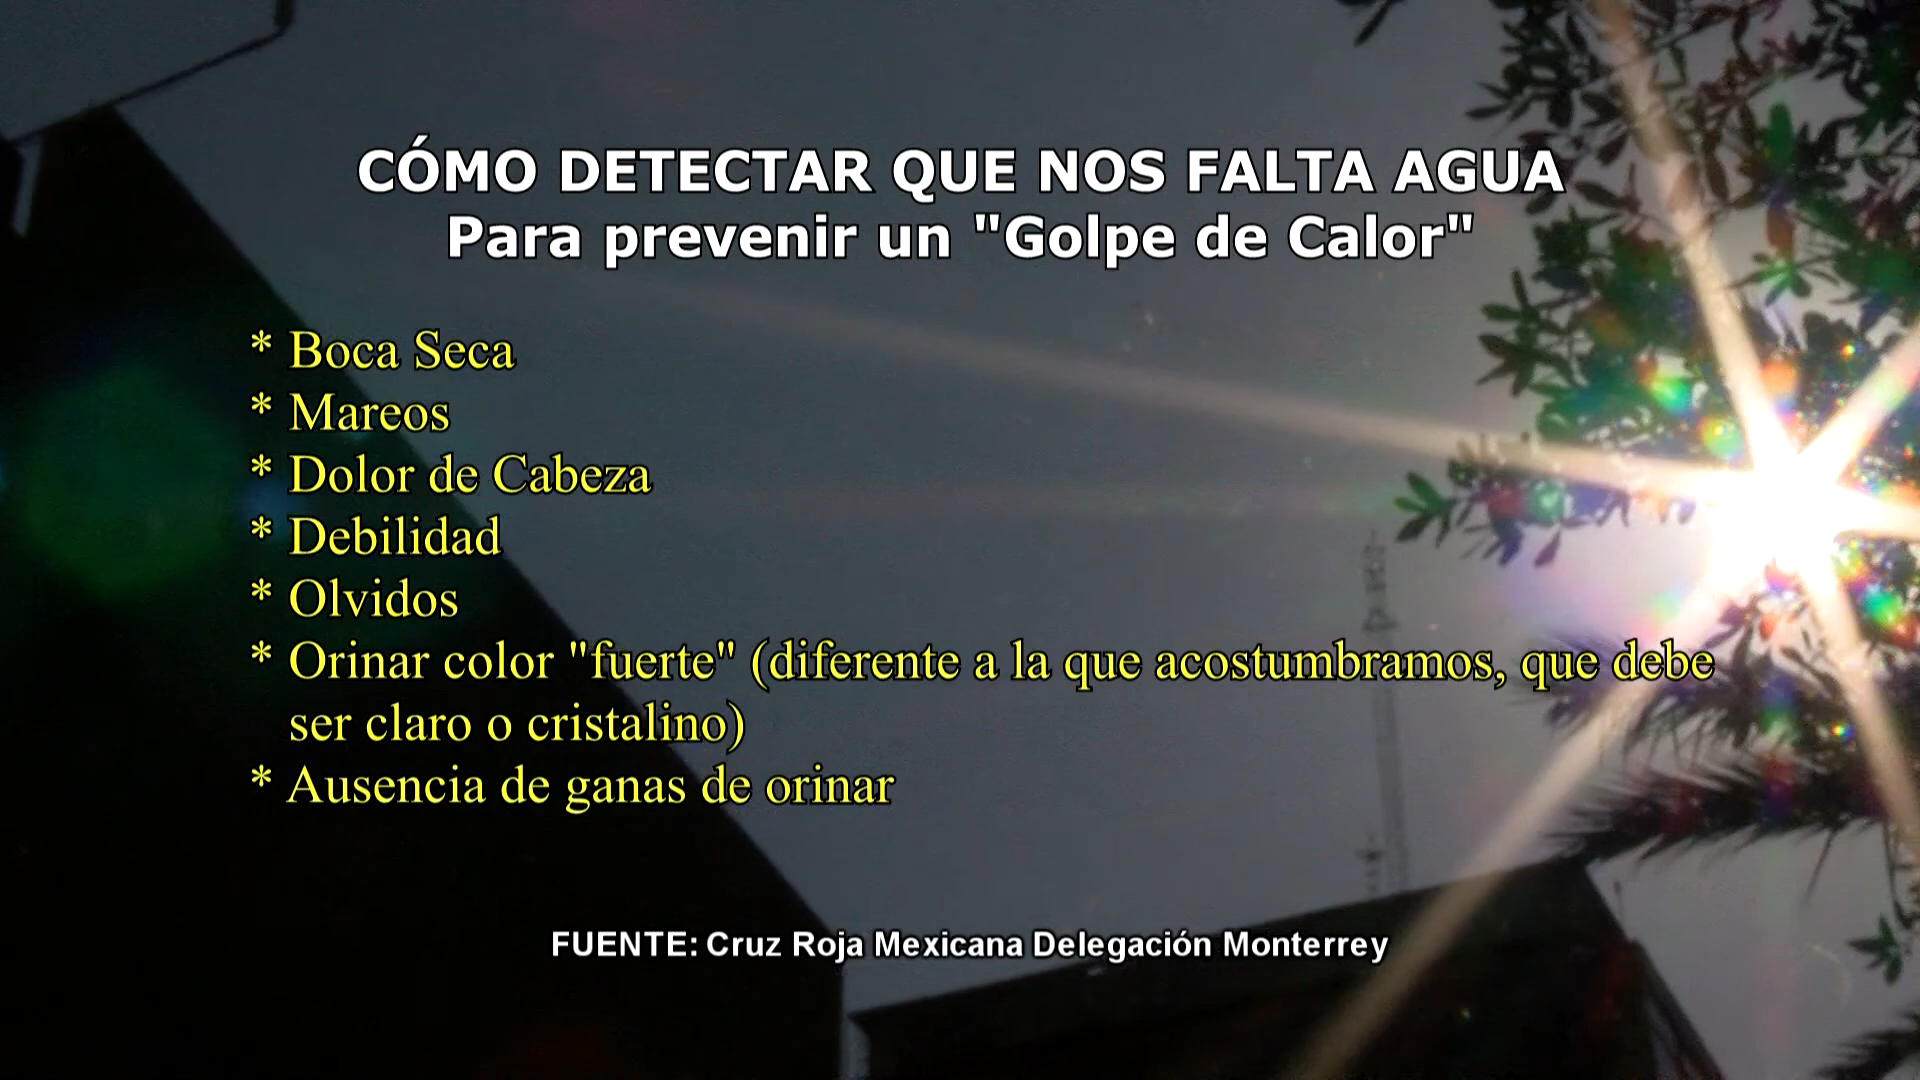 CÓMO DETECTAR QUE NOS FALTA AGUA
Para prevenir un "Golpe de Calor"
* Boca Seca
* Mareos
* Dolor de Cabeza
* Debilidad
* Olvidos
* Orinar color "fuerte" (diferente a la que acostumbramos, que debe
ser claro o cristalino)
* Ausencia de ganas de orinar
FUENTE: Cruz Roja Mexicana Delegación Monterrey